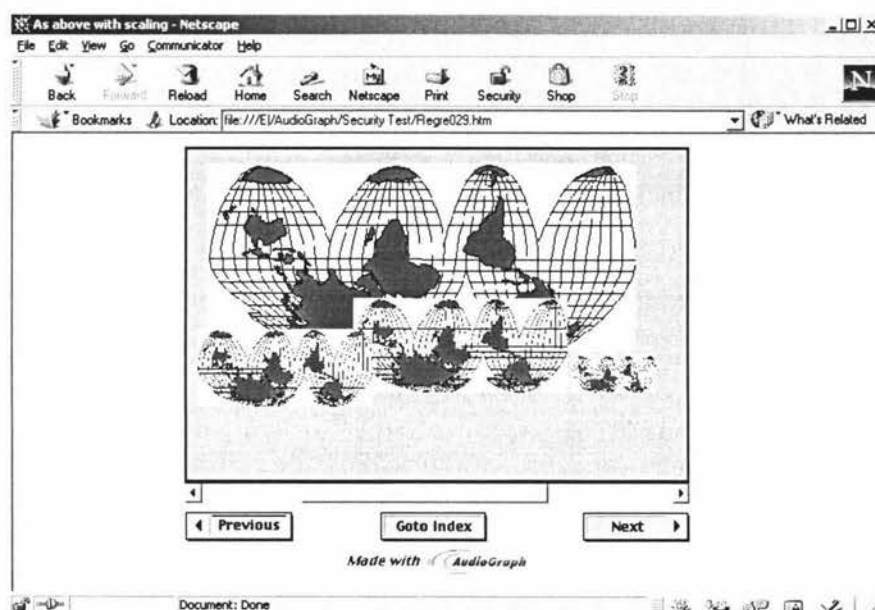 As above with scaling - Netscape
File Edit View Go Communicator Help
Back Forward Reload Home Search Netscape Print Security Shop Stop
Bookmarks Location: file:///E|/AudioGraph/Security Test/Regre029.htm What's Related
Previous Goto Index Next
Made with AudioGraph
Document: Done